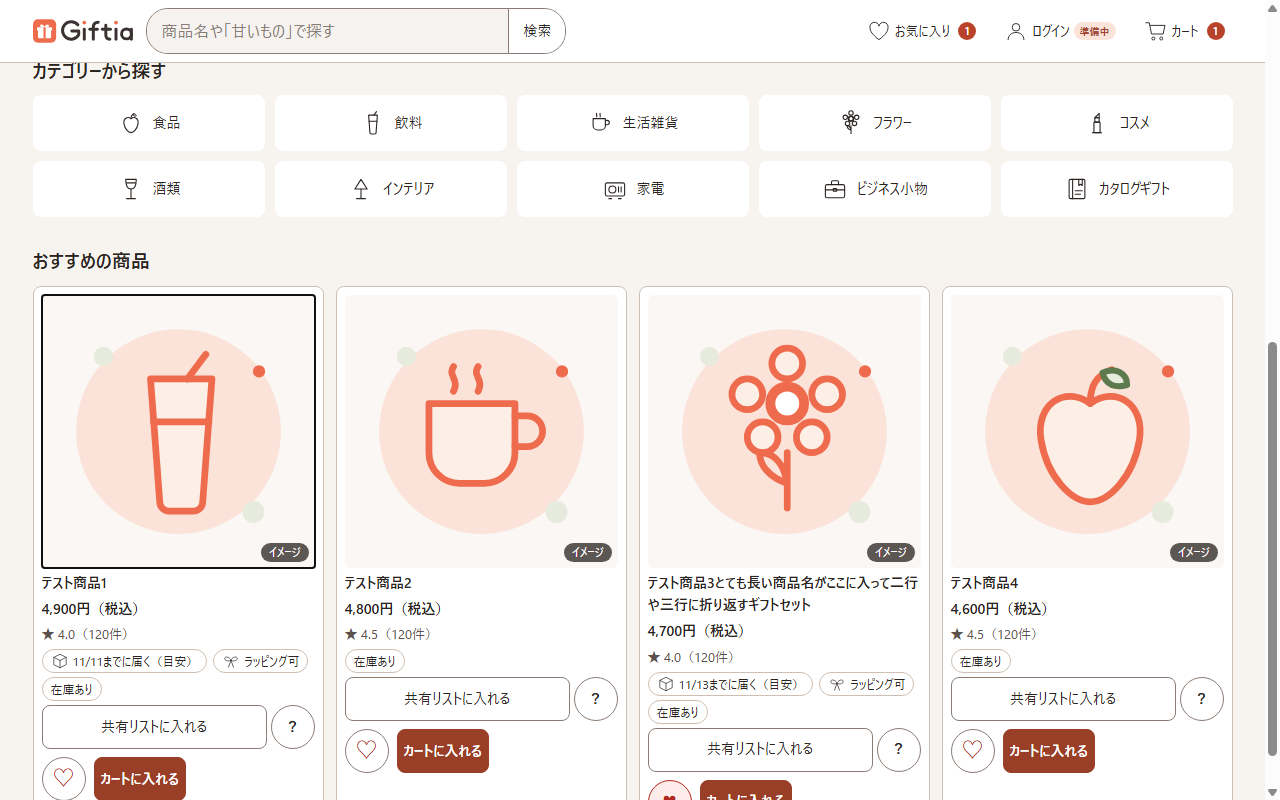 Giftia
商品名や「甘いもの」で探す
検索
お気に入り 1
ログイン 準備中
カート 1
カテゴリーから探す
食品
飲料
生活雑貨
フラワー
コスメ
酒類
インテリア
家電
ビジネス小物
カタログギフト
おすすめの商品
イメージ
テスト商品1
4,900円（税込）
★ 4.0（120件）
11/11までに届く（目安）
ラッピング可
在庫あり
共有リストに入れる
?
カートに入れる
イメージ
テスト商品2
4,800円（税込）
★ 4.5（120件）
在庫あり
共有リストに入れる
?
カートに入れる
イメージ
テスト商品3とても長い商品名がここに入って二行
や三行に折り返すギフトセット
4,700円（税込）
★ 4.0（120件）
11/13までに届く（目安）
ラッピング可
在庫あり
共有リストに入れる
?
カートに入れる
イメージ
テスト商品4
4,600円（税込）
★ 4.5（120件）
在庫あり
共有リストに入れる
?
カートに入れる